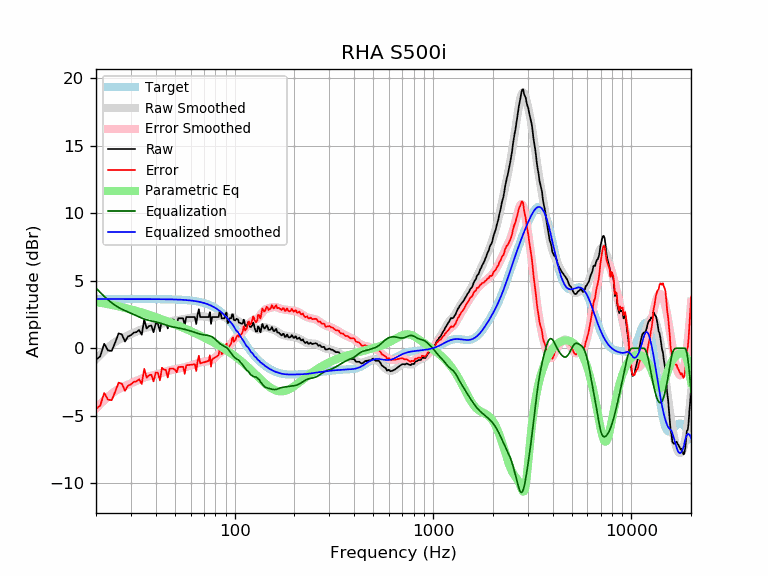 RHA S500i
Target
Raw Smoothed
Error Smoothed
Raw
Error
Parametric Eq
Equalization
Equalized smoothed
Amplitude (dBr)
20
15
10
5
0
−5
−10
100 1000 10000
Frequency (Hz)